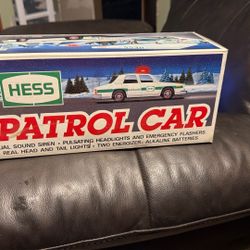 HESS
PATROL CAR
UAL SOUND SIREN • PULSATING HEADLIGHTS AND EMERGENCY FLASHERS
REAL HEAD AND TAIL LIGHTS • TWO ENERGIZER® ALKALINE BATTERIES